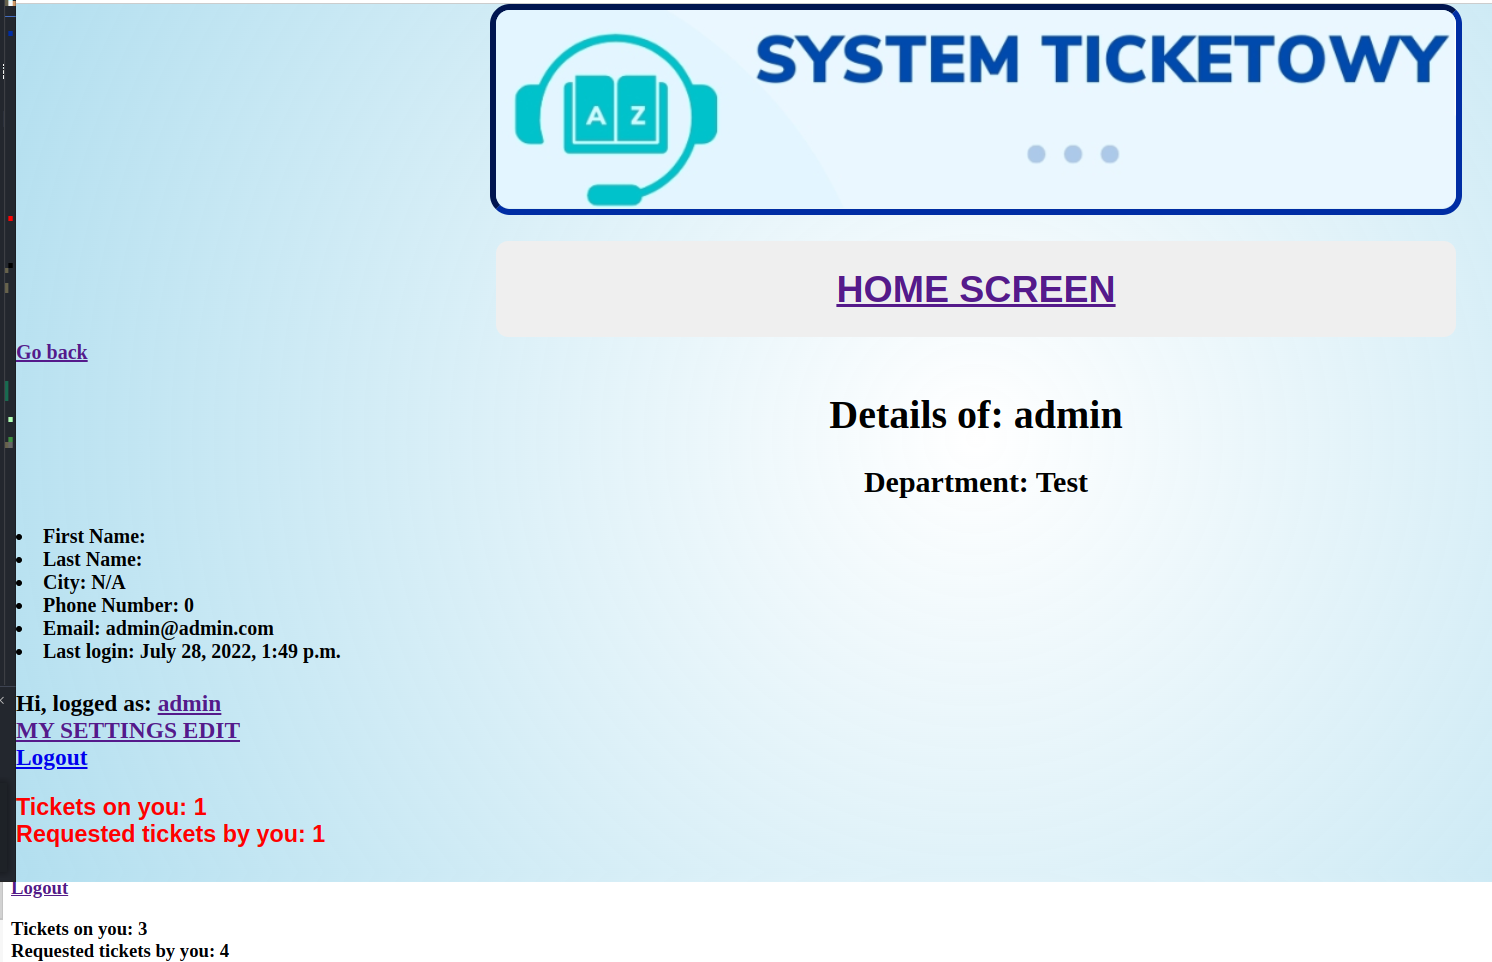 SYSTEM TICKETOWY
A Z
HOME SCREEN
Go back
Details of: admin
Department: Test
First Name:
Last Name:
City: N/A
Phone Number: 0
Email: admin@admin.com
Last login: July 28, 2022, 1:49 p.m.
Hi, logged as: admin
MY SETTINGS EDIT
Logout
Tickets on you: 1
Requested tickets by you: 1
Logout
Tickets on you: 3
Requested tickets by you: 4